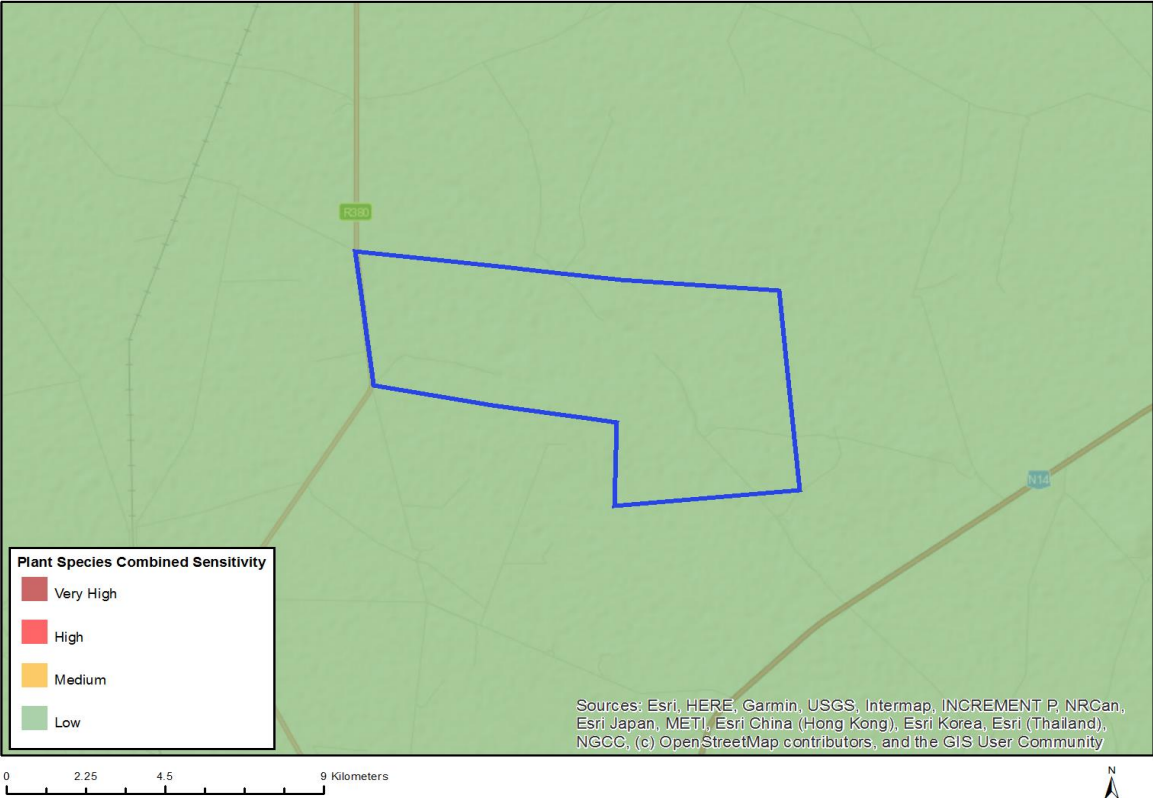 R380
N14
Plant Species Combined Sensitivity
Very High
High
Medium
Low
Sources: Esri, HERE, Garmin, USGS, Intermap, INCREMENT P, NRCan,
Esri Japan, METI, Esri China (Hong Kong), Esri Korea, Esri (Thailand),
NGCC, (c) OpenStreetMap contributors, and the GIS User Community
0 2.25 4.5 9 Kilometers
N